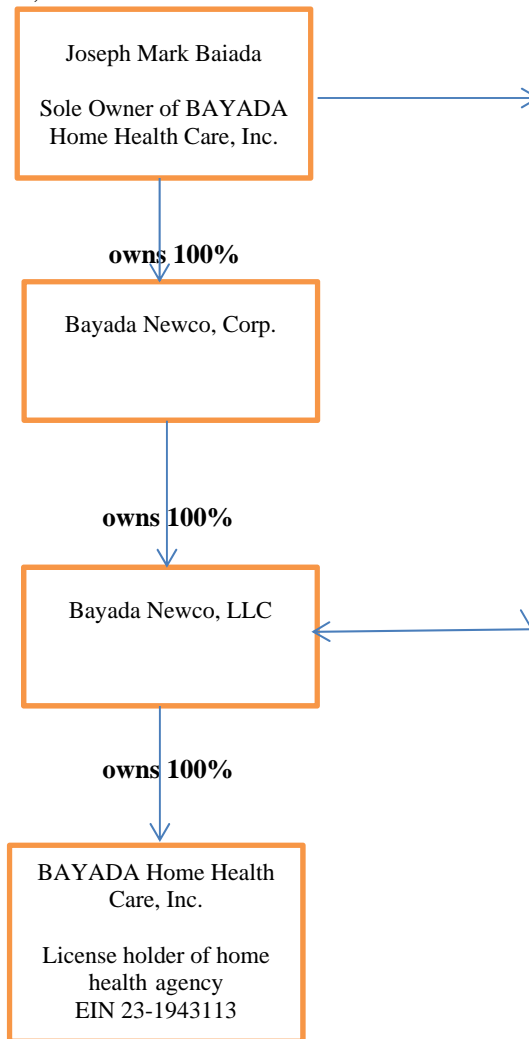 Joseph Mark Baiada
Sole Owner of BAYADA
Home Health Care, Inc.
owns 100%
Bayada Newco, Corp.
owns 100%
Bayada Newco, LLC
owns 100%
BAYADA Home Health
Care, Inc.
License holder of home
health agency
EIN 23-1943113